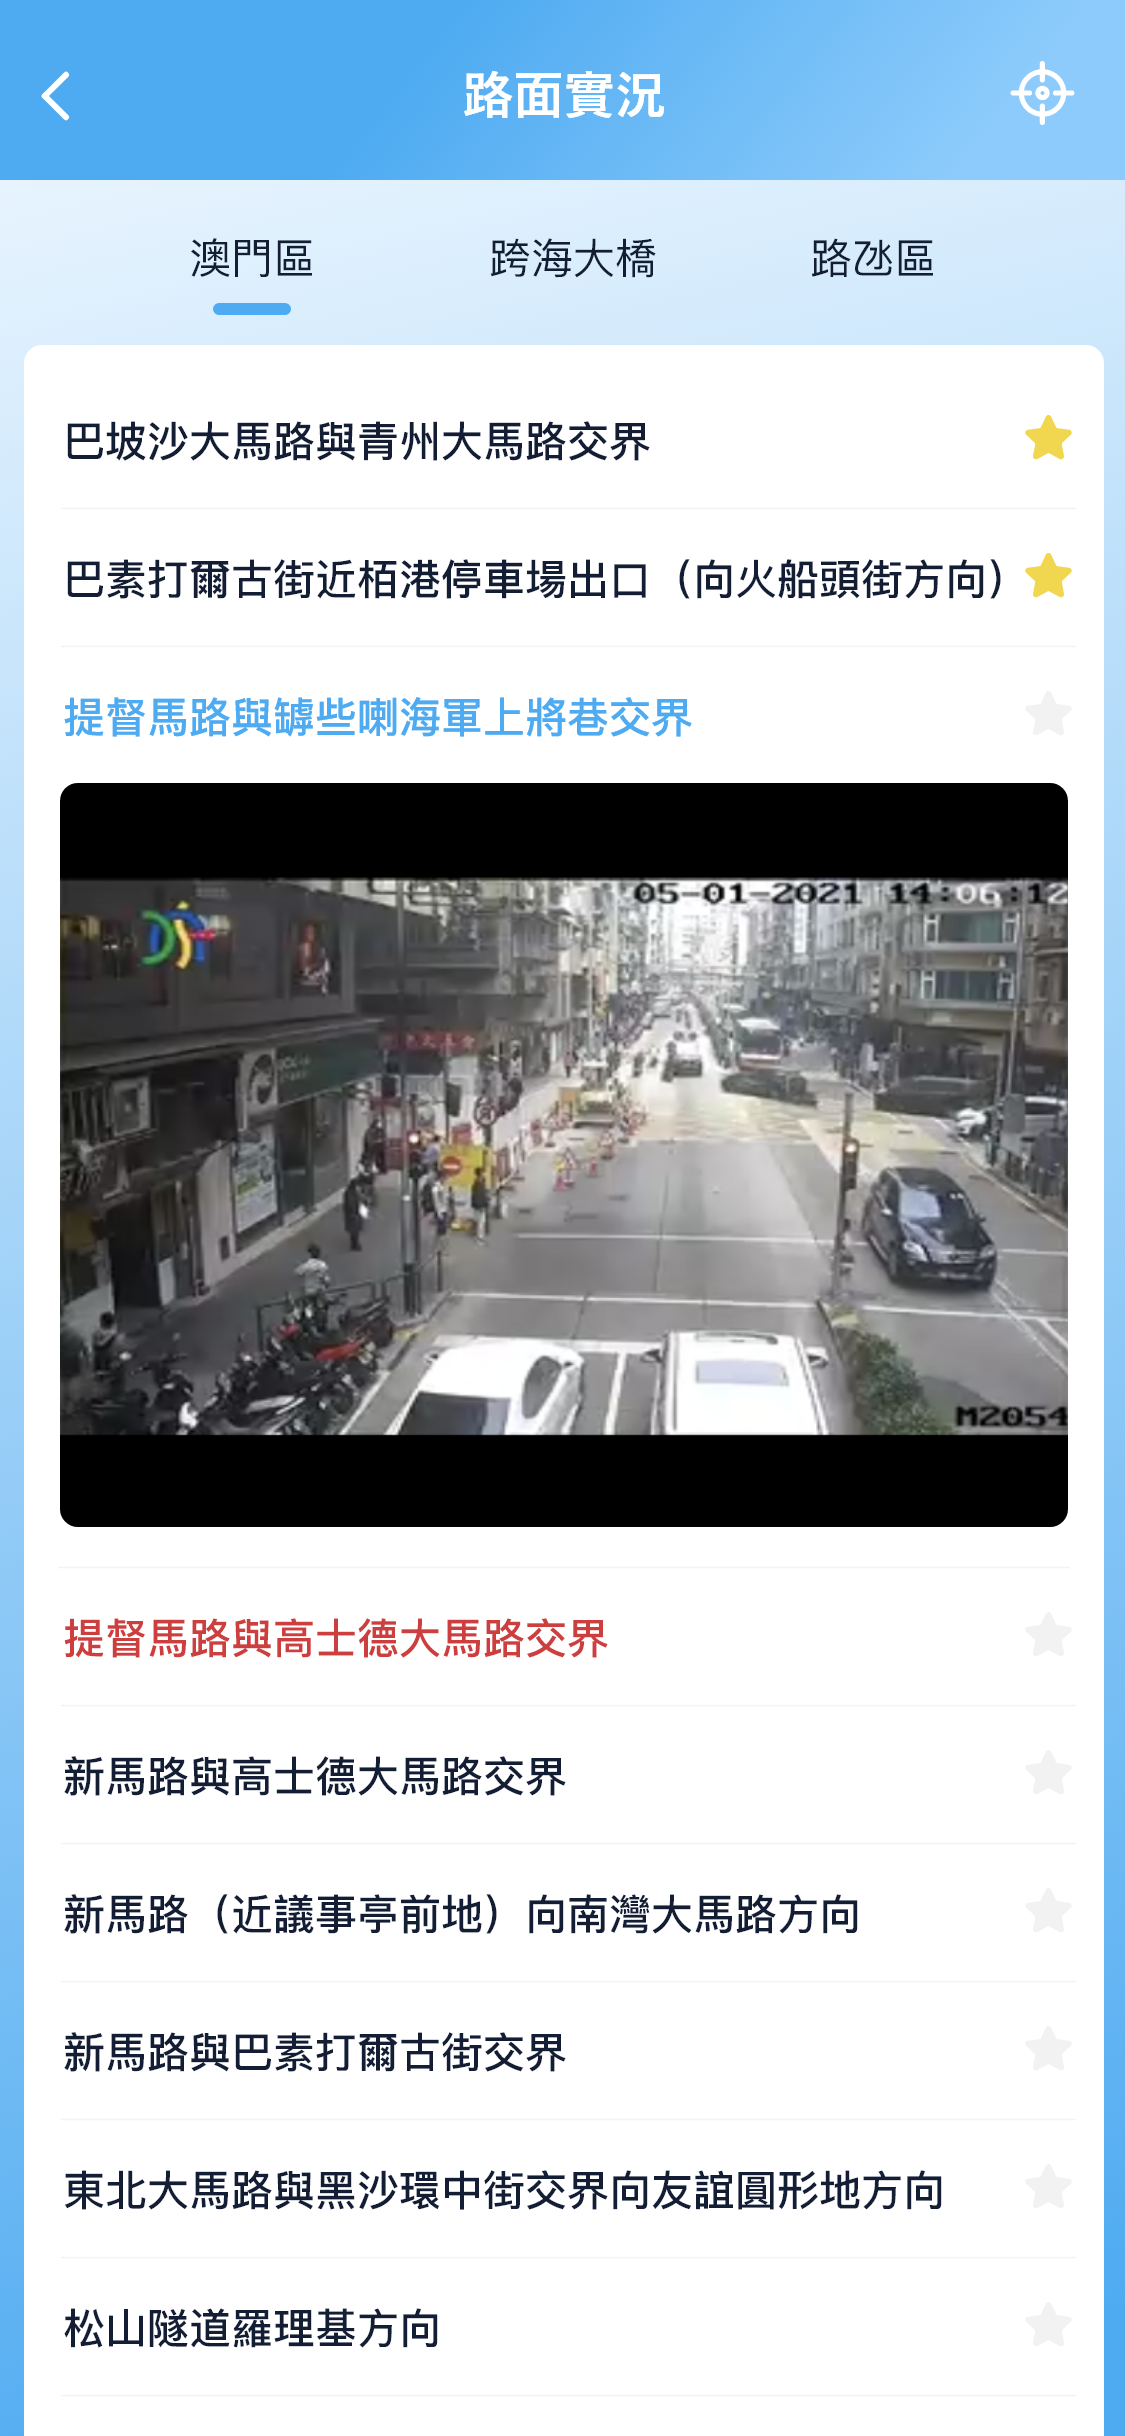 路面實況
澳門區
跨海大橋
路氹區
巴坡沙大馬路與青州大馬路交界
巴素打爾古街近栢港停車場出口（向火船頭街方向）
提督馬路與罅些喇海軍上將巷交界
05-01-2021 14:06:12
M2054
提督馬路與高士德大馬路交界
新馬路與高士德大馬路交界
新馬路（近議事亭前地）向南灣大馬路方向
新馬路與巴素打爾古街交界
東北大馬路與黑沙環中街交界向友誼圓形地方向
松山隧道羅理基方向